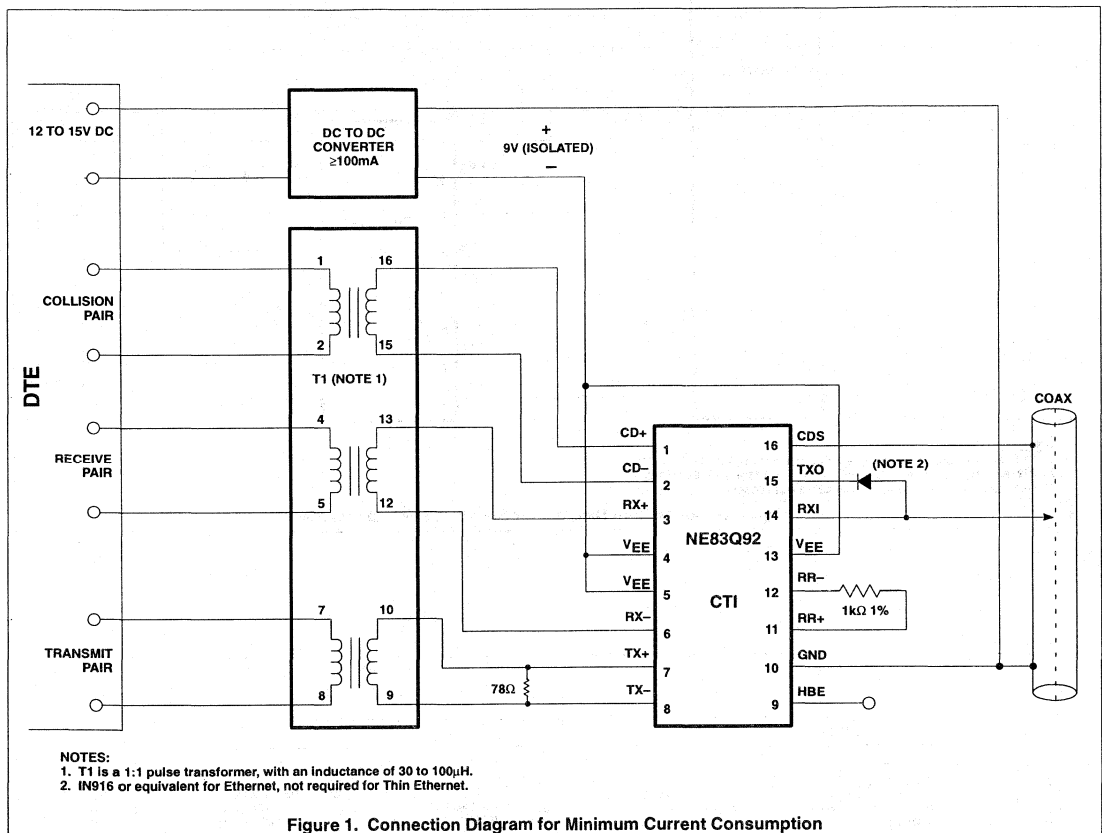 12 TO 15V DC
DC TO DC
CONVERTER
≥100mA
+
9V (ISOLATED)
–
DTE
COLLISION
PAIR
1
16
2
15
T1 (NOTE 1)
RECEIVE
PAIR
4
13
5
12
TRANSMIT
PAIR
7
10
8
9
78Ω
CD+
CD–
RX+
VEE
VEE
RX–
TX+
TX–
1
2
3
4
5
6
7
8
NE83Q92
CTI
16
15
14
13
12
11
10
9
CDS
TXO
RXI
VEE
RR–
RR+
GND
HBE
(NOTE 2)
1kΩ 1%
COAX
NOTES:
1. T1 is a 1:1 pulse transformer, with an inductance of 30 to 100µH.
2. IN916 or equivalent for Ethernet, not required for Thin Ethernet.
Figure 1. Connection Diagram for Minimum Current Consumption